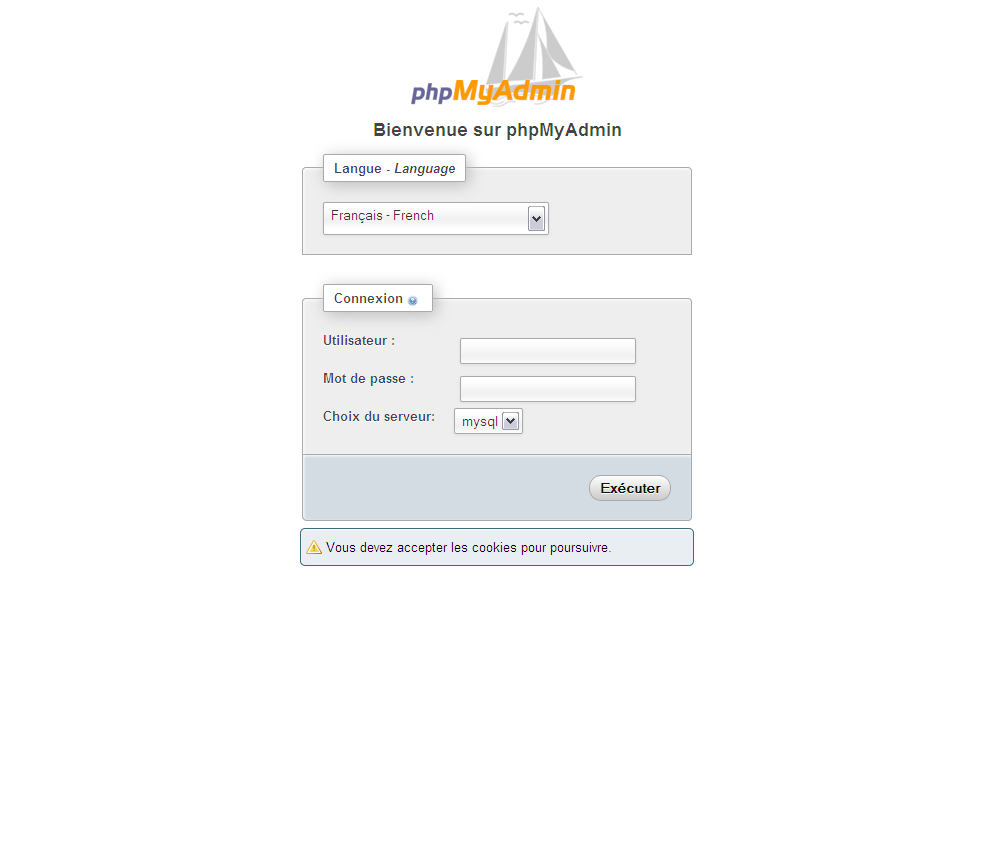 phpMyAdmin
Bienvenue sur phpMyAdmin
Langue - Language
Français - French
Connexion
Utilisateur :
Mot de passe :
Choix du serveur:
mysql
Exécuter
Vous devez accepter les cookies pour poursuivre.